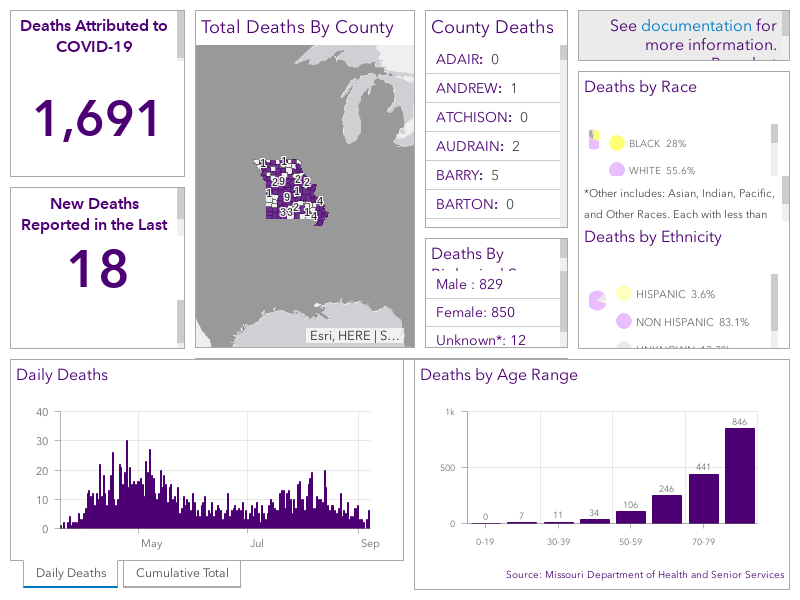 Deaths Attributed to
COVID-19
1,691
New Deaths
Reported in the Last
18
Total Deaths By County
1
1
2 9
2
2
1
9
1
4
3 3
2
1 4
Esri, HERE | S...
County Deaths
ADAIR: 0
ANDREW: 1
ATCHISON: 0
AUDRAIN: 2
BARRY: 5
BARTON: 0
Deaths By
Male : 829
Female: 850
Unknown*: 12
See documentation for
more information.
Deaths by Race
BLACK 28%
WHITE 55.6%
*Other includes: Asian, Indian, Pacific,
and Other Races. Each with less than
Deaths by Ethnicity
HISPANIC 3.6%
NON HISPANIC 83.1%
Daily Deaths
40
30
20
10
0
May
Jul
Sep
Daily Deaths
Cumulative Total
Deaths by Age Range
1k
500
0
0
7
11
34
106
246
441
846
0-19
30-39
50-59
70-79
Source: Missouri Department of Health and Senior Services